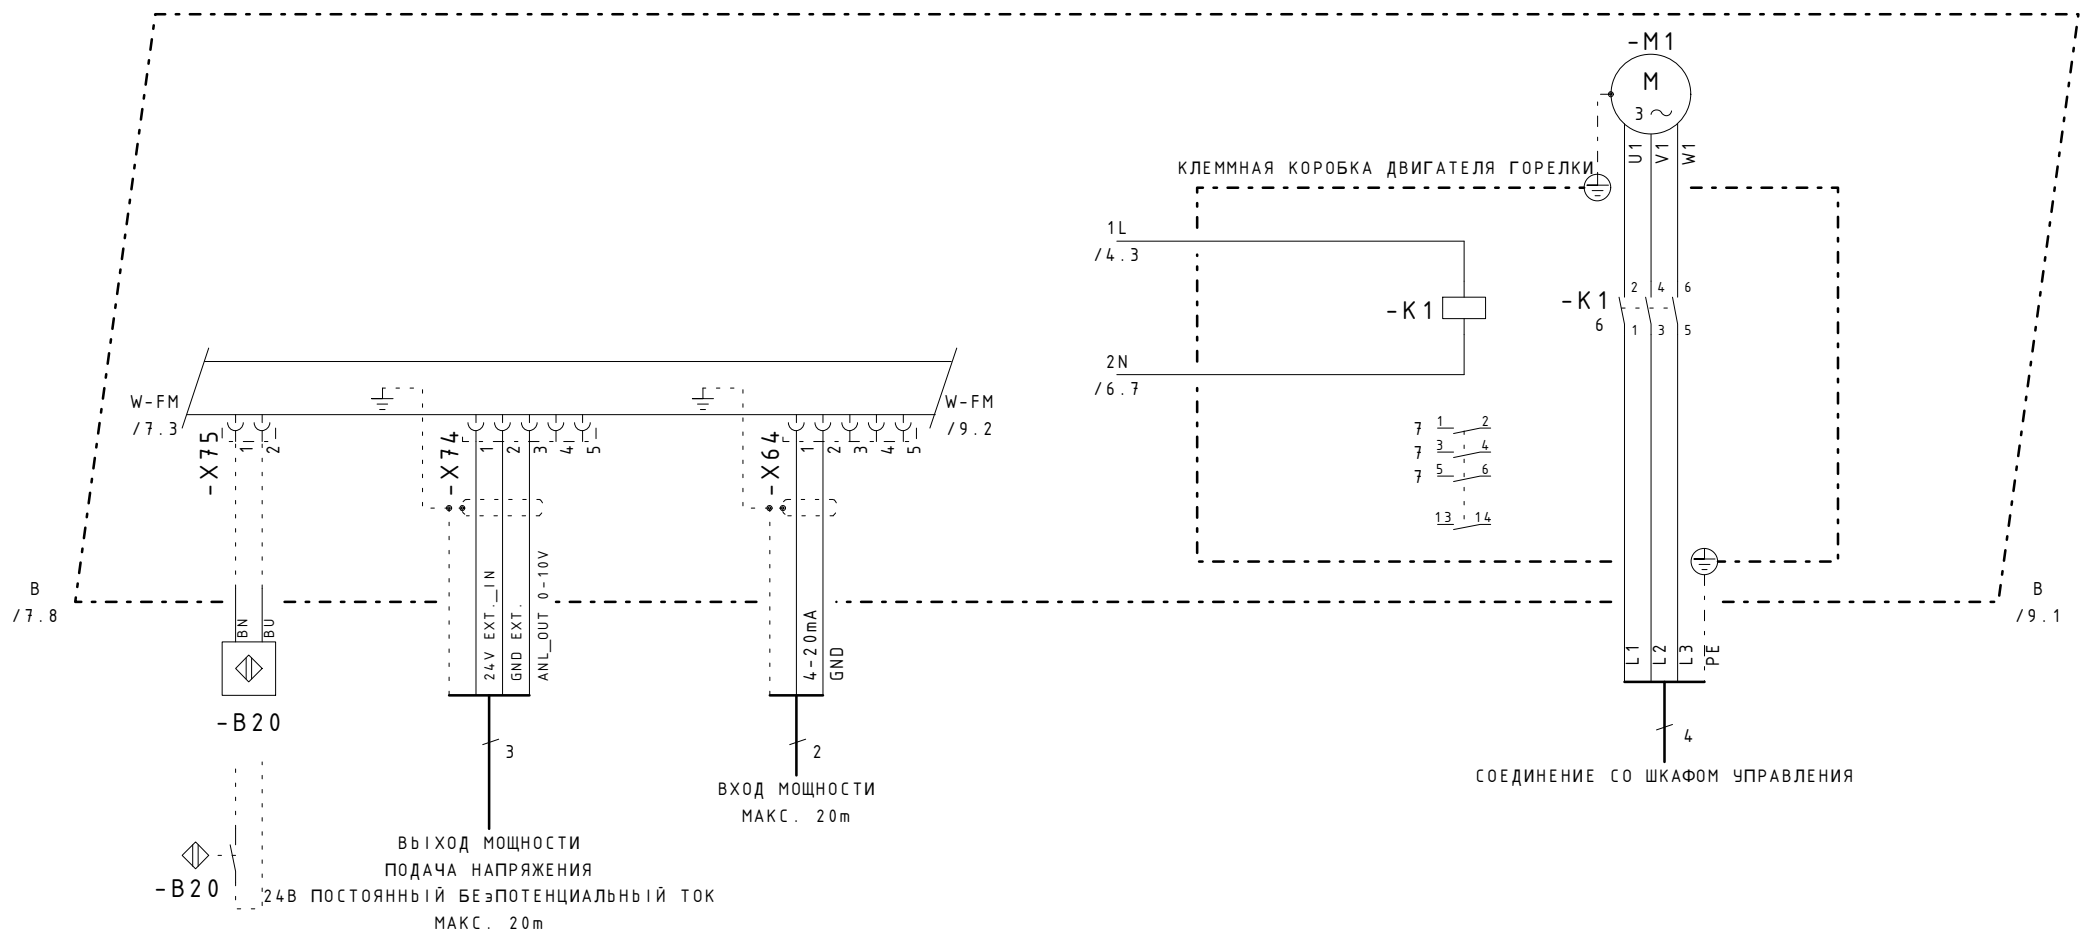 -M1
M
3
U1
V1
W1
КЛЕММНАЯ КОРОБКА ДВИГАТЕЛЯ ГОРЕЛКИ
1L
/4.3
-K1
2N
/6.7
-K1
6
2
4
6
1
3
5
W-FM
/7.3
W-FM
/9.2
-X75
1
2
-X74
1
2
3
4
5
-X64
1
2
3
4
5
7 1 2
7 3 4
7 5 6
13 14
B
/7.8
B
/9.1
BN
BU
24V EXT._IN
GND EXT.
ANL_OUT 0-10V
4-20mA
GND
L1
L2
L3
PE
-B20
3
2
4
ВХОД МОЩНОСТИ
МАКС. 20m
СОЕДИНЕНИЕ СО ШКАФОМ УПРАВЛЕНИЯ
ВЫХОД МОЩНОСТИ
ПОДАЧА НАПРЯЖЕНИЯ
24В ПОСТОЯННЫЙ БЕзПОТЕНЦИАЛЬНЫЙ ТОК
МАКС. 20m
-B20